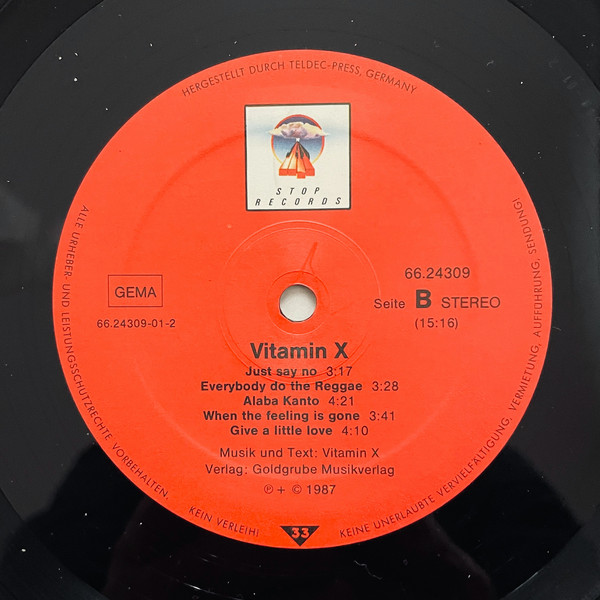 HERGESTELLT DURCH TELDEC-PRESS, GERMANY
STOP
RECORDS
GEMA
66.24309-01-2
66.24309
Seite B STEREO
(15:16)
Vitamin X
Just say no 3:17
Everybody do the Reggae 3:28
Alaba Kanto 4:21
When the feeling is gone 3:41
Give a little love 4:10
Musik und Text: Vitamin X
Verlag: Goldgrube Musikverlag
℗ + © 1987
ALLE URHEBER- UND LEISTUNGSSCHUTZRECHTE VORBEHALTEN.
KEIN VERLEIH!
33
KEINE UNERLAUBTE VERVIELFÄLTIGUNG, VERMIETUNG, AUFFÜHRUNG, SENDUNG!